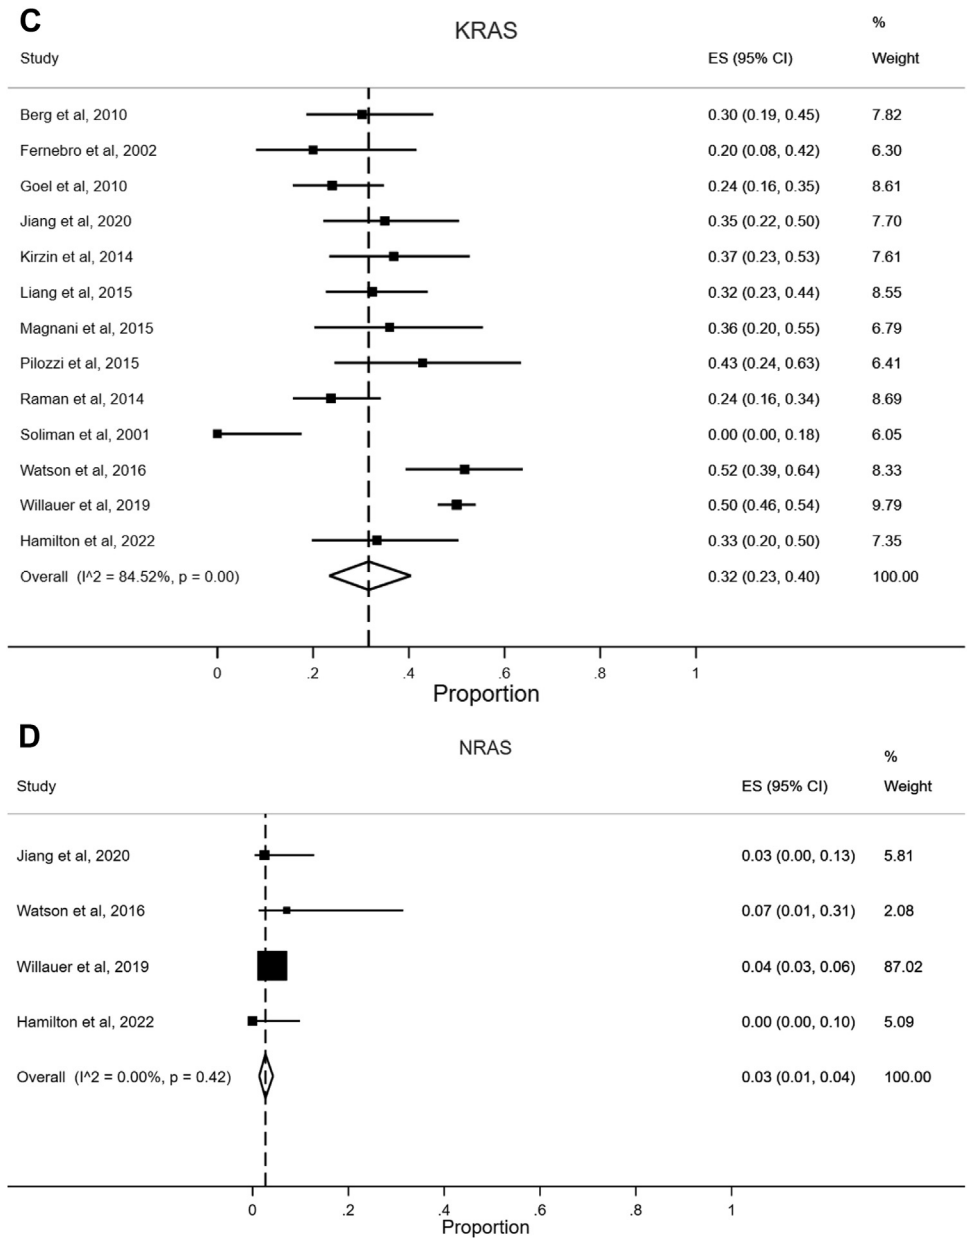 C
KRAS
%
Study ES (95% CI) Weight
Berg et al, 2010 0.30 (0.19, 0.45) 7.82
Fernebro et al, 2002 0.20 (0.08, 0.42) 6.30
Goel et al, 2010 0.24 (0.16, 0.35) 8.61
Jiang et al, 2020 0.35 (0.22, 0.50) 7.70
Kirzin et al, 2014 0.37 (0.23, 0.53) 7.61
Liang et al, 2015 0.32 (0.23, 0.44) 8.55
Magnani et al, 2015 0.36 (0.20, 0.55) 6.79
Pilozzi et al, 2015 0.43 (0.24, 0.63) 6.41
Raman et al, 2014 0.24 (0.16, 0.34) 8.69
Soliman et al, 2001 0.00 (0.00, 0.18) 6.05
Watson et al, 2016 0.52 (0.39, 0.64) 8.33
Willauer et al, 2019 0.50 (0.46, 0.54) 9.79
Hamilton et al, 2022 0.33 (0.20, 0.50) 7.35
Overall (I^2 = 84.52%, p = 0.00) 0.32 (0.23, 0.40) 100.00
0 .2 .4 .6 .8 1
Proportion
D
NRAS
%
Study ES (95% CI) Weight
Jiang et al, 2020 0.03 (0.00, 0.13) 5.81
Watson et al, 2016 0.07 (0.01, 0.31) 2.08
Willauer et al, 2019 0.04 (0.03, 0.06) 87.02
Hamilton et al, 2022 0.00 (0.00, 0.10) 5.09
Overall (I^2 = 0.00%, p = 0.42) 0.03 (0.01, 0.04) 100.00
0 .2 .4 .6 .8 1
Proportion